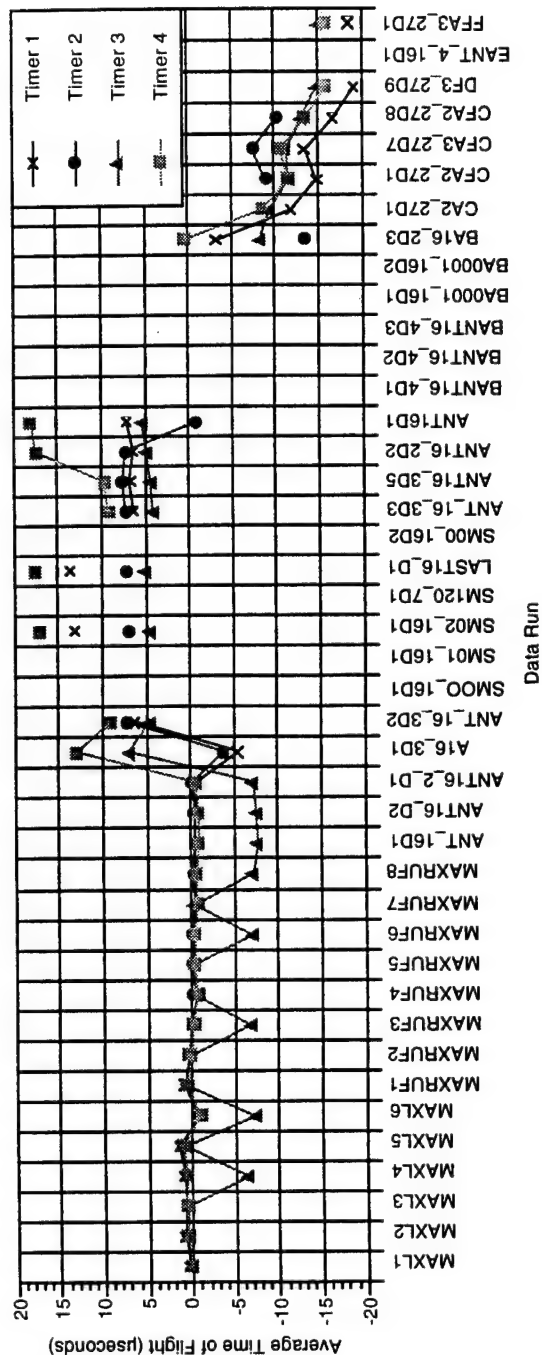 Timer 1
Timer 2
Timer 3
Timer 4
Average Time of Flight (µseconds)
20
15
10
5
0
-5
-10
-15
-20
MAXL1
MAXL2
MAXL3
MAXL4
MAXL5
MAXL6
MAXRUF1
MAXRUF2
MAXRUF3
MAXRUF4
MAXRUF5
MAXRUF6
MAXRUF7
MAXRUF8
ANT_16D1
ANT16_D2
ANT16_2_D1
A16_3D1
ANT_16_3D2
SMOO_16D1
SM01_16D1
SM02_16D1
SM120_7D1
LAST16_D1
SM00_16D2
ANT_16_3D3
ANT16_3D5
ANT16_2D2
ANT16D1
BANT16_4D1
BANT16_4D2
BANT16_4D3
BA0001_16D1
BA0001_16D2
BA16_2D3
CA2_27D1
CFA2_27D1
CFA3_27D7
CFA2_27D8
DF3_27D9
EANT_4_16D1
FFA3_27D1
Data Run